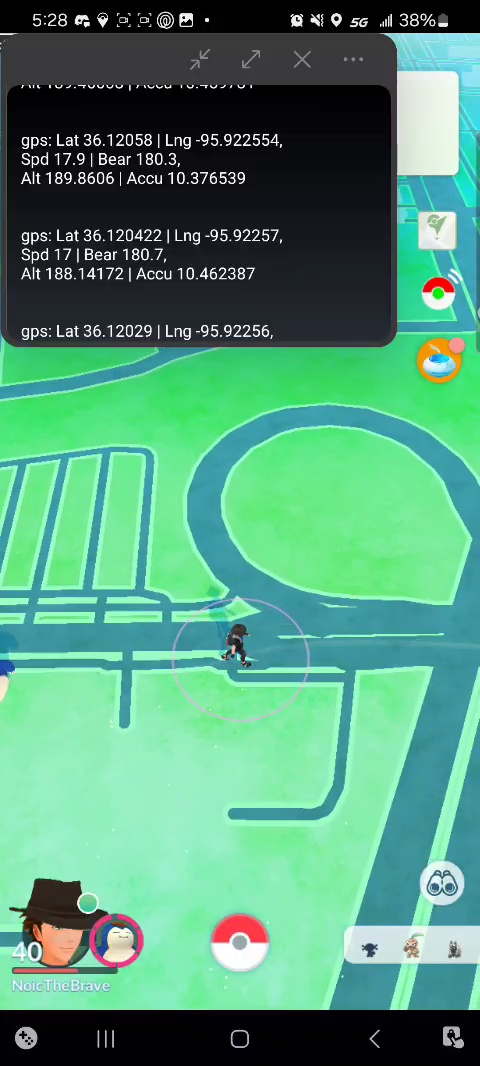 5:28
5G
38%
gps: Lat 36.12058 | Lng -95.922554,
Spd 17.9 | Bear 180.3,
Alt 189.8606 | Accu 10.376539
gps: Lat 36.120422 | Lng -95.92257,
Spd 17 | Bear 180.7,
Alt 188.14172 | Accu 10.462387
gps: Lat 36.12029 | Lng -95.92256,
40
NoicTheBrave